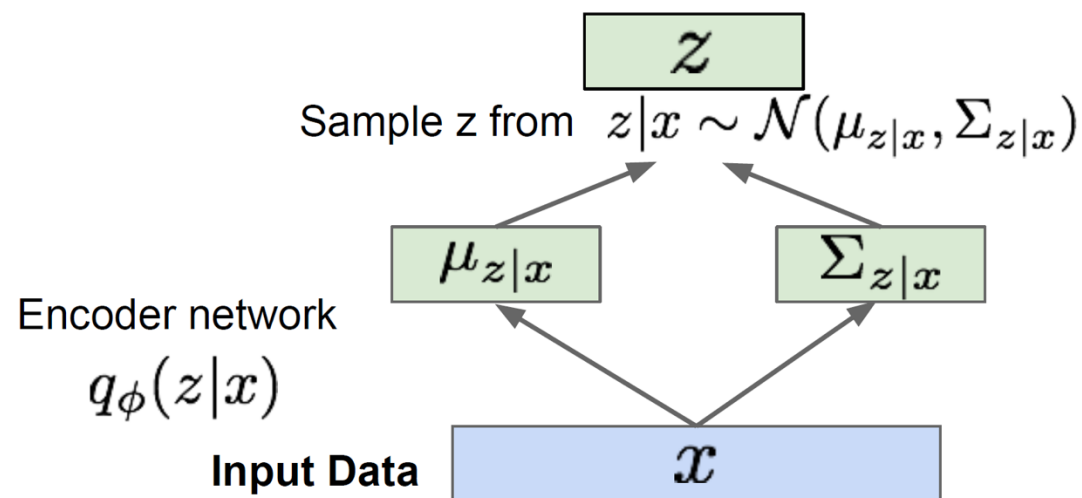 z
Sample z from z|x ∼ 𝒩(μ_{z|x}, Σ_{z|x})
μ_{z|x} Σ_{z|x}
Encoder network
q_ϕ(z|x)
Input Data x